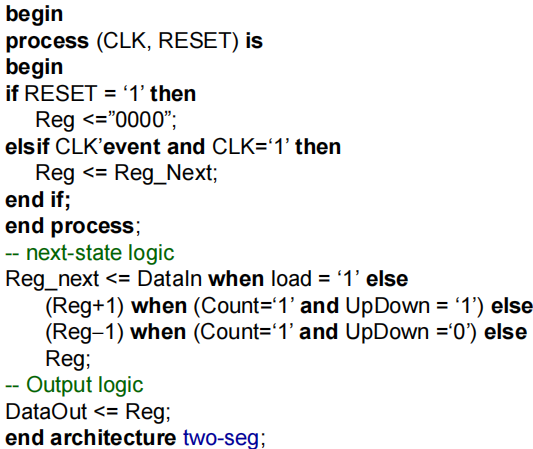 begin
process (CLK, RESET) is
begin
if RESET = ‘1’ then
Reg <=”0000”;
elsif CLK’event and CLK=‘1’ then
Reg <= Reg_Next;
end if;
end process;
-- next-state logic
Reg_next <= DataIn when load = ‘1’ else
(Reg+1) when (Count=‘1’ and UpDown = ‘1’) else
(Reg−1) when (Count=‘1’ and UpDown =‘0’) else
Reg;
-- Output logic
DataOut <= Reg;
end architecture two-seg;